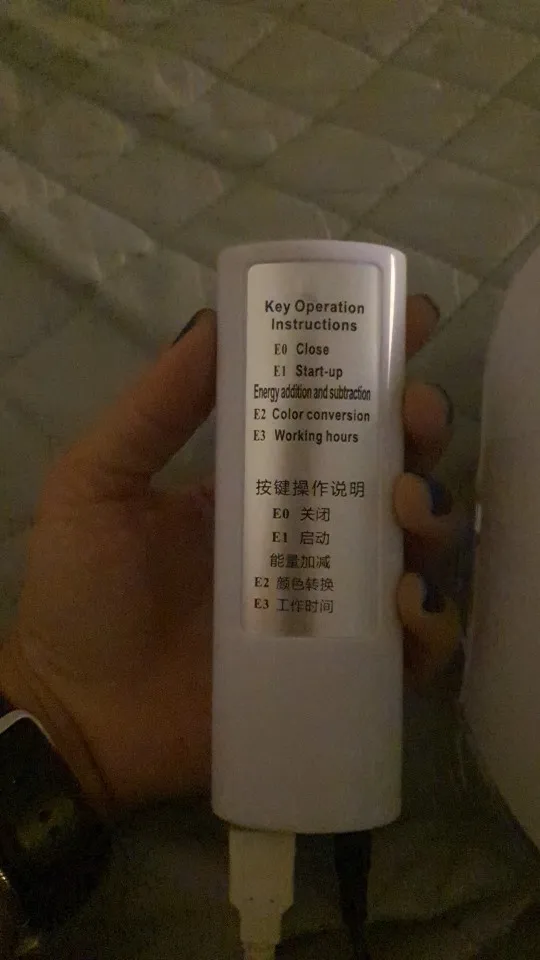 Key Operation
Instructions
E0 Close
E1 Start-up
Energy addition and subtraction
E2 Color conversion
E3 Working hours
按键操作说明
E0 关闭
E1 启动
能量加减
E2 颜色转换
E3 工作时间